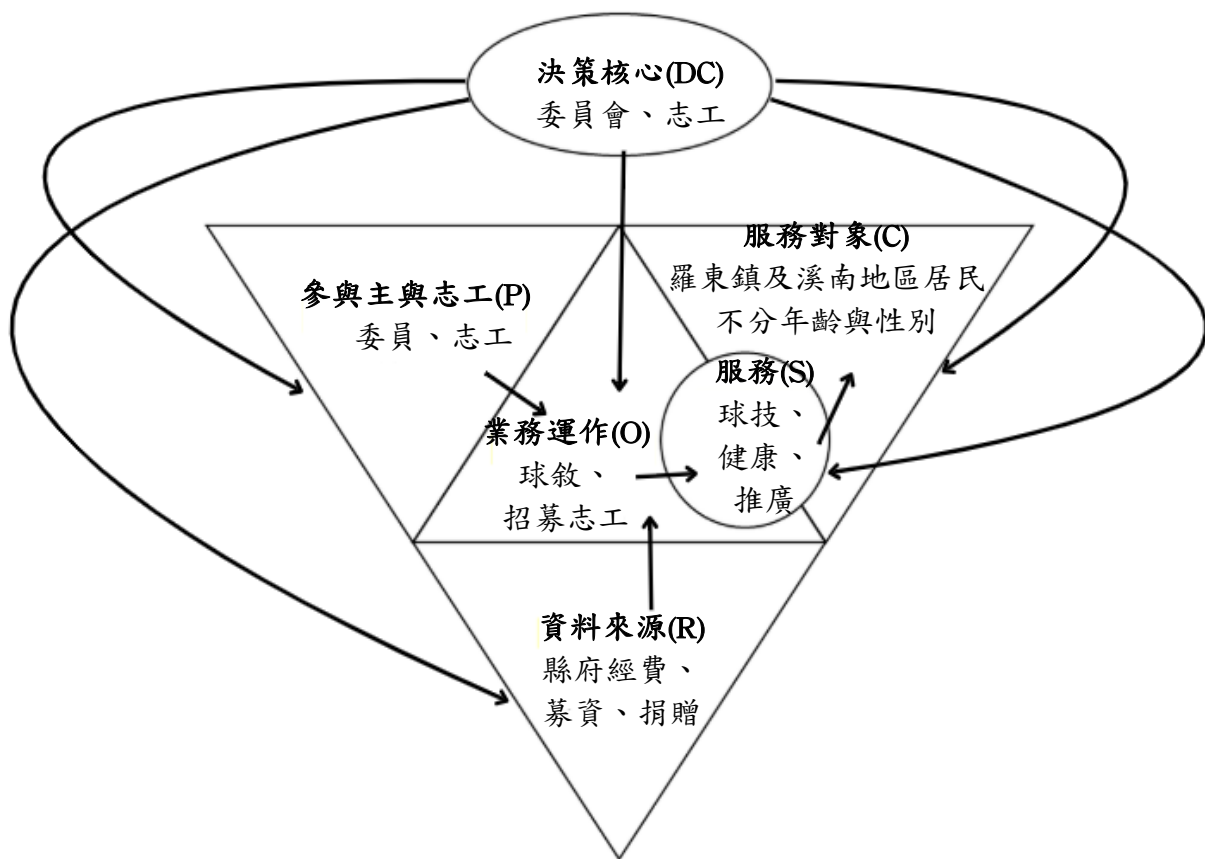 決策核心(DC)
委員會、志工
服務對象(C)
羅東鎮及溪南地區居民
不分年齡與性別
參與主與志工(P)
委員、志工
服務(S)
球技、
健康、
推廣
業務運作(O)
球敘、
招募志工
資料來源(R)
縣府經費、
募資、捐贈